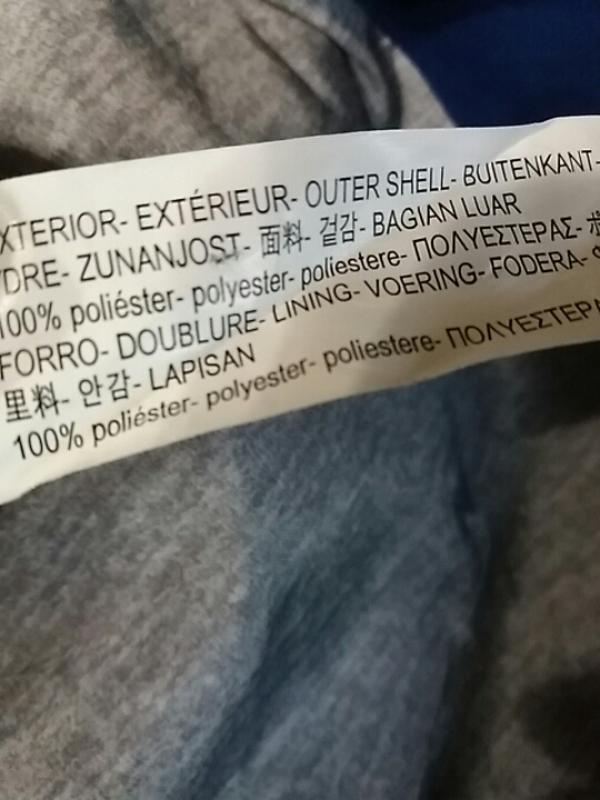 XTERIOR- EXTÉRIEUR- OUTER SHELL- BUITENKANT-
DRE- ZUNANJOST- 面料- 겉감- BAGIAN LUAR
100% poliéster- polyester- poliestere- ΠΟΛΥΕΣΤΕΡΑΣ-
FORRO- DOUBLURE- LINING- VOERING- FODERA-
里料- 안감- LAPISAN
100% poliéster- polyester- poliestere- ΠΟΛΥΕΣΤΕΡ